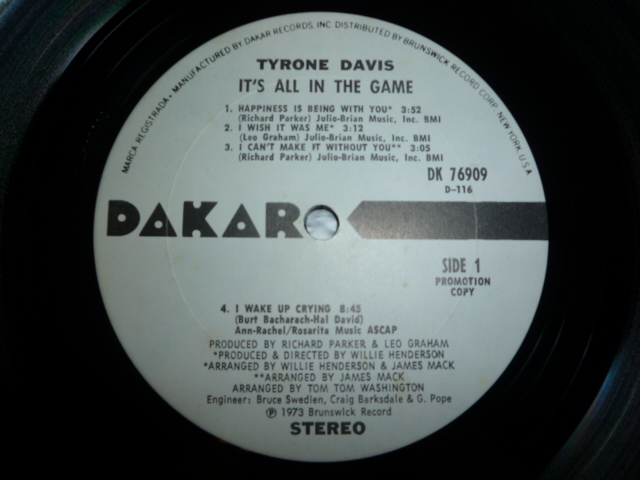 MARCA REGISTRADA • MANUFACTURED BY DAKAR RECORDS, INC DISTRIBUTED BY BRUNSWICK RECORD CORP. NEW YORK, U.S.A
TYRONE DAVIS
IT'S ALL IN THE GAME
1. HAPPINESS IS BEING WITH YOU* 3:52
(Richard Parker) Julio-Brian Music, Inc. BMI
2. I WISH IT WAS ME* 3:12
(Leo Graham) Julio-Brian Music, Inc. BMI
3. I CAN'T MAKE IT WITHOUT YOU** 3:05
(Richard Parker) Julio-Brian Music, Inc. BMI
DK 76909
D-116
DAKAR
SIDE 1
PROMOTION
COPY
4. I WAKE UP CRYING 8:45
(Burt Bacharach-Hal David)
Ann-Rachel/Rosarita Music ASCAP
PRODUCED BY RICHARD PARKER & LEO GRAHAM
*PRODUCED & DIRECTED BY WILLIE HENDERSON
*ARRANGED BY WILLIE HENDERSON & JAMES MACK
**ARRANGED BY JAMES MACK
ARRANGED BY TOM TOM WASHINGTON
Engineer: Bruce Swedien, Craig Barksdale & G. Pope
℗ 1973 Brunswick Record
STEREO